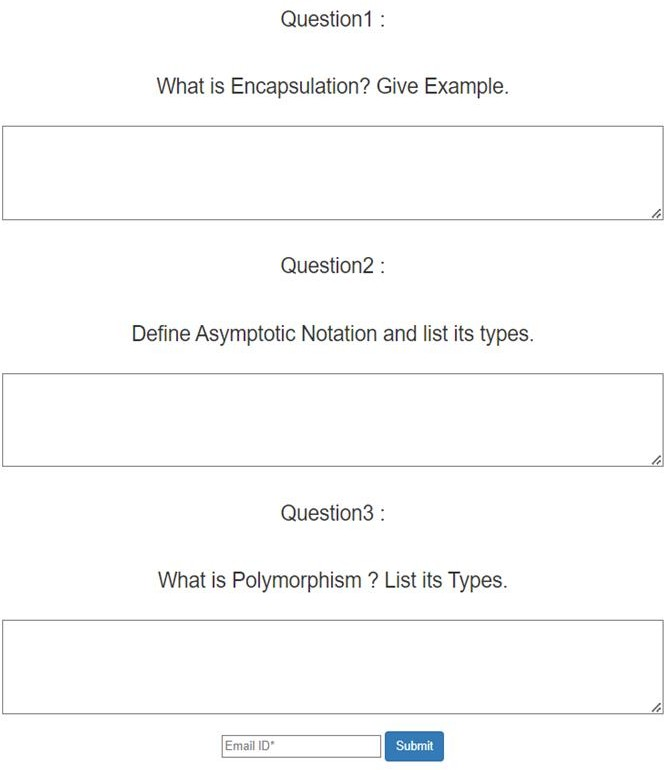 Question1 :
What is Encapsulation? Give Example.
Question2 :
Define Asymptotic Notation and list its types.
Question3 :
What is Polymorphism ? List its Types.
Email ID* Submit